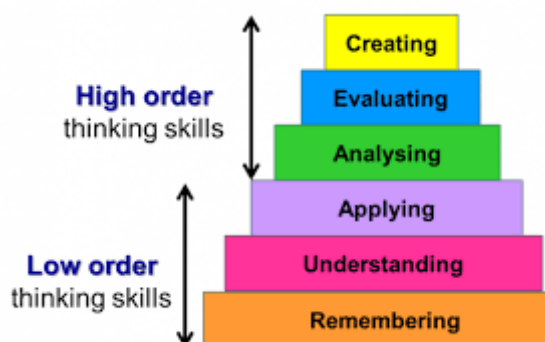 Creating
Evaluating
Analysing
Applying
Understanding
Remembering
High order
thinking skills
Low order
thinking skills